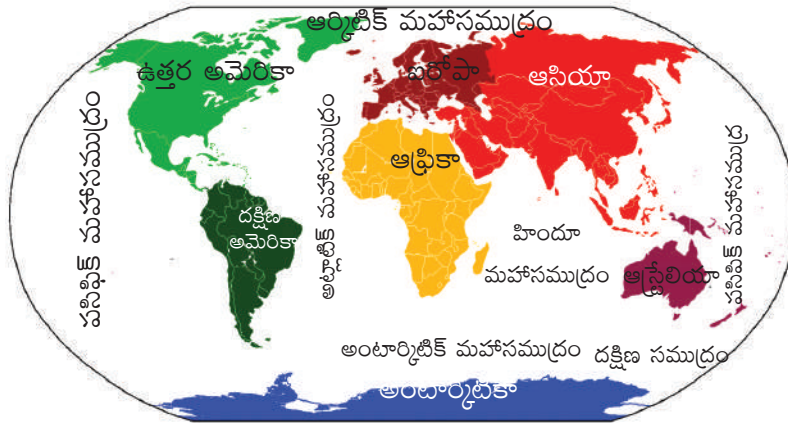 ఆర్కిటిక్ మహాసముద్రం
ఉత్తర అమెరికా
ఐరోపా
ఆసియా
పసిఫిక్ మహాసముద్రం
అట్లాంటిక్ మహాసముద్రం
ఆఫ్రికా
పసిఫిక్ మహాసముద్ర
దక్షిణ
అమెరికా
హిందూ
మహాసముద్రం
ఆస్ట్రేలియా
అంటార్కిటిక్ మహాసముద్రం
దక్షిణ సముద్రం
అంటార్కిటికా